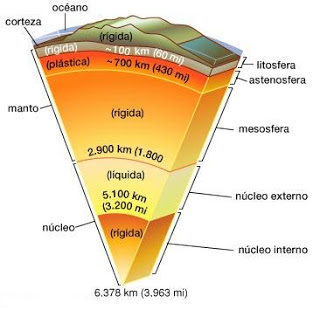 océano
corteza
(rígida)
(rígida) ~100 km (60 mi)
litosfera
(plástica) ~700 km (430 mi)
astenosfera
manto
(rígida)
mesosfera
2.900 km (1.800
(líquida)
5.100 km
(3.200 mi
núcleo externo
núcleo
(rígida)
núcleo interno
6.378 km (3.963 mi)